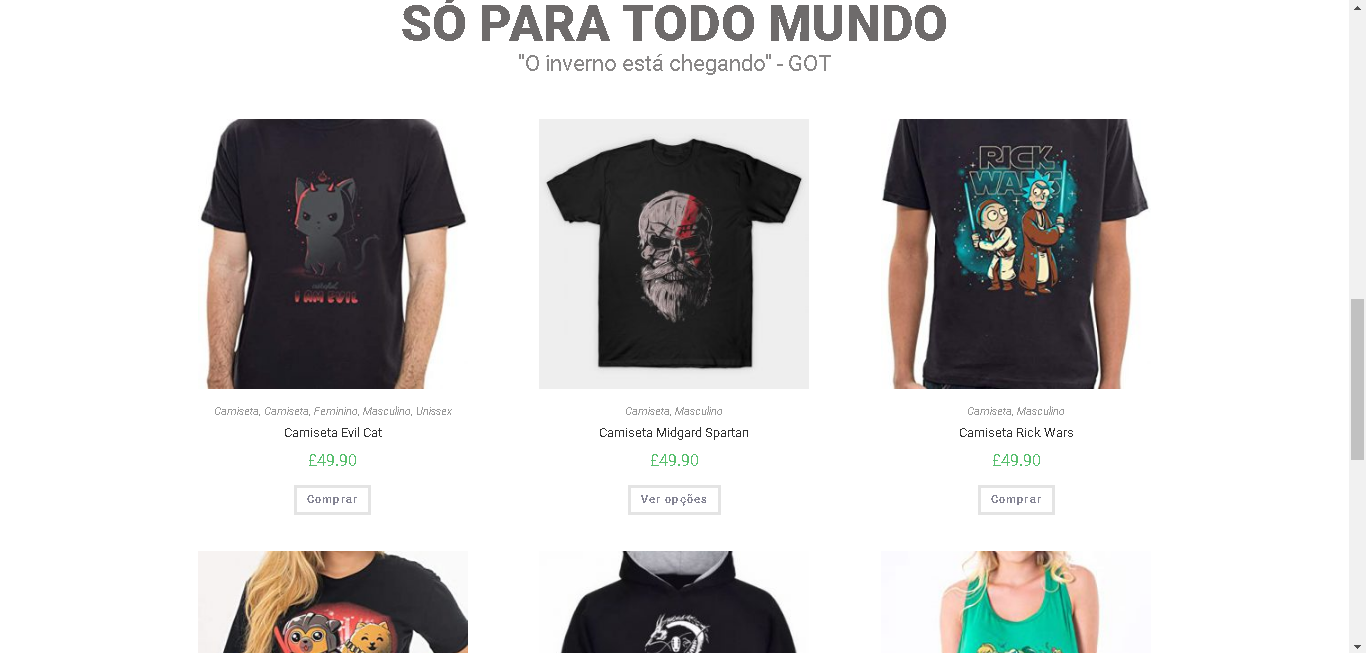 SÓ PARA TODO MUNDO
"O inverno está chegando" - GOT
I AM EVIL
RICK
WARS
Camiseta, Camiseta, Feminino, Masculino, Unissex
Camiseta Evil Cat
£49.90
Comprar
Camiseta, Masculino
Camiseta Midgard Spartan
£49.90
Ver opções
Camiseta, Masculino
Camiseta Rick Wars
£49.90
Comprar